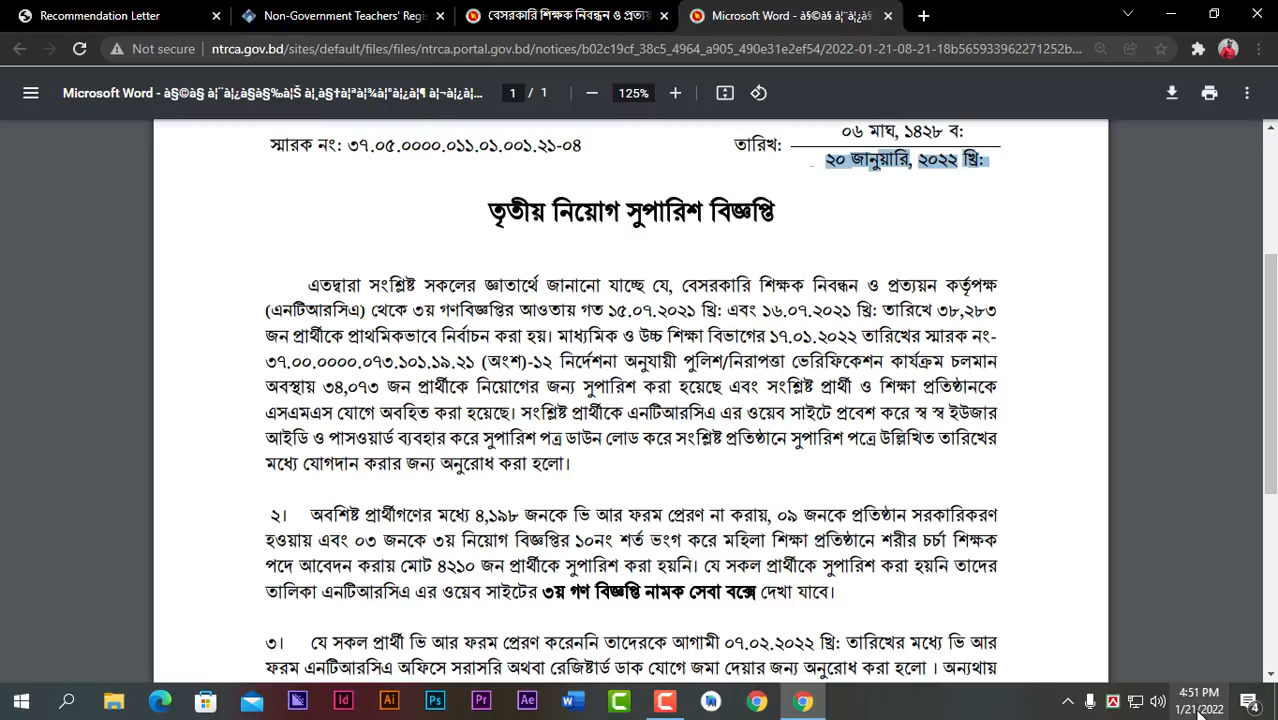 Recommendation Letter
Non-Government Teachers' Regis
বেসরকারি শিক্ষক নিবন্ধন ও প্রত্যয়
Microsoft Word - à§©à§ à¦¨à¦¿à§
Not secure
ntrca.gov.bd/sites/default/files/files/ntrca.portal.gov.bd/notices/b02c19cf_38c5_4964_a905_490e31e2ef54/2022-01-21-08-21-18b565933962271252b...
Microsoft Word - à§©à§ à¦¨à¦¿à§à§‰à¦Š à¦¸à§†à¦ªà¦¾à¦°à¦¿à¦¶ à¦¬à¦¿...
1 / 1
125%
০৬ মাঘ, ১৪২৮ ব:
স্মারক নং: ৩৭.০৫.০০০০.০১১.০১.০০১.২১-০৪
তারিখ:
২০ জানুয়ারি, ২০২২ খ্রি:
তৃতীয় নিয়োগ সুপারিশ বিজ্ঞপ্তি
এতদ্বারা সংশ্লিষ্ট সকলের জ্ঞাতার্থে জানানো যাচ্ছে যে, বেসরকারি শিক্ষক নিবন্ধন ও প্রত্যয়ন কর্তৃপক্ষ
(এনটিআরসিএ) থেকে ৩য় গণবিজ্ঞপ্তির আওতায় গত ১৫.০৭.২০২১ খ্রি: এবং ১৬.০৭.২০২১ খ্রি: তারিখে ৩৮,২৮৩
জন প্রার্থীকে প্রাথমিকভাবে নির্বাচন করা হয়। মাধ্যমিক ও উচ্চ শিক্ষা বিভাগের ১৭.০১.২০২২ তারিখের স্মারক নং-
৩৭.০০.০০০০.০৭৩.১০১.১৯.২১ (অংশ)-১২ নির্দেশনা অনুযায়ী পুলিশ/নিরাপত্তা ভেরিফিকেশন কার্যক্রম চলমান
অবস্থায় ৩৪,০৭৩ জন প্রার্থীকে নিয়োগের জন্য সুপারিশ করা হয়েছে এবং সংশ্লিষ্ট প্রার্থী ও শিক্ষা প্রতিষ্ঠানকে
এসএমএস যোগে অবহিত করা হয়েছে। সংশ্লিষ্ট প্রার্থীকে এনটিআরসিএ এর ওয়েব সাইটে প্রবেশ করে স্ব স্ব ইউজার
আইডি ও পাসওয়ার্ড ব্যবহার করে সুপারিশ পত্র ডাউন লোড করে সংশ্লিষ্ট প্রতিষ্ঠানে সুপারিশ পত্রে উল্লিখিত তারিখের
মধ্যে যোগদান করার জন্য অনুরোধ করা হলো।
২। অবশিষ্ট প্রার্থীগণের মধ্যে ৪,১৯৮ জনকে ভি আর ফরম প্রেরণ না করায়, ০৯ জনকে প্রতিষ্ঠান সরকারিকরণ
হওয়ায় এবং ০৩ জনকে ৩য় নিয়োগ বিজ্ঞপ্তির ১০নং শর্ত ভংগ করে মহিলা শিক্ষা প্রতিষ্ঠানে শরীর চর্চা শিক্ষক
পদে আবেদন করায় মোট ৪২১০ জন প্রার্থীকে সুপারিশ করা হয়নি। যে সকল প্রার্থীকে সুপারিশ করা হয়নি তাদের
তালিকা এনটিআরসিএ এর ওয়েব সাইটের ৩য় গণ বিজ্ঞপ্তি নামক সেবা বক্সে দেখা যাবে।
৩। যে সকল প্রার্থী ভি আর ফরম প্রেরণ করেননি তাদেরকে আগামী ০৭.০২.২০২২ খ্রি: তারিখের মধ্যে ভি আর
ফরম এনটিআরসিএ অফিসে সরাসরি অথবা রেজিষ্টার্ড ডাক যোগে জমা দেয়ার জন্য অনুরোধ করা হলো । অন্যথায়
4:51 PM
1/21/2022